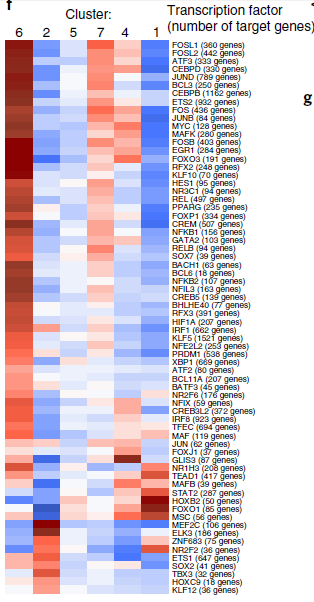 f
Cluster:
Transcription factor
(number of target genes)
6 2 5 7 4 1
FOSL1 (360 genes)
FOSL2 (442 genes)
ATF3 (333 genes)
CEBPD (330 genes)
JUND (789 genes)
BCL3 (250 genes)
CEBPB (1162 genes)
ETS2 (932 genes)
FOS (436 genes)
JUNB (84 genes)
MYC (128 genes)
MAFK (280 genes)
FOSB (403 genes)
EGR1 (284 genes)
FOXO3 (191 genes)
RFX2 (248 genes)
KLF10 (70 genes)
HES1 (95 genes)
NR3C1 (94 genes)
REL (497 genes)
PPARG (235 genes)
FOXP1 (334 genes)
CREM (507 genes)
NFKB1 (156 genes)
GATA2 (103 genes)
RELB (94 genes)
SOX7 (39 genes)
BACH1 (63 genes)
BCL6 (18 genes)
NFKB2 (107 genes)
NFIL3 (163 genes)
CREB5 (139 genes)
BHLHE40 (77 genes)
RFX3 (391 genes)
HIF1A (207 genes)
IRF1 (662 genes)
KLF5 (1521 genes)
NFE2L2 (253 genes)
PRDM1 (538 genes)
XBP1 (669 genes)
ATF2 (80 genes)
BCL11A (207 genes)
BATF3 (45 genes)
NR2F6 (176 genes)
NFIX (59 genes)
CREB3L2 (372 genes)
IRF8 (923 genes)
TFEC (694 genes)
MAF (119 genes)
JUN (62 genes)
FOXJ1 (37 genes)
GLIS3 (87 genes)
NR1H3 (208 genes)
TEAD1 (417 genes)
MAFB (39 genes)
STAT2 (287 genes)
HOXB2 (50 genes)
FOXO1 (85 genes)
MSC (56 genes)
MEF2C (106 genes)
ELK3 (186 genes)
ZNF683 (75 genes)
NR2F2 (36 genes)
ETS1 (647 genes)
SOX2 (41 genes)
TBX3 (32 genes)
HOXC9 (18 genes)
KLF12 (36 genes)
g